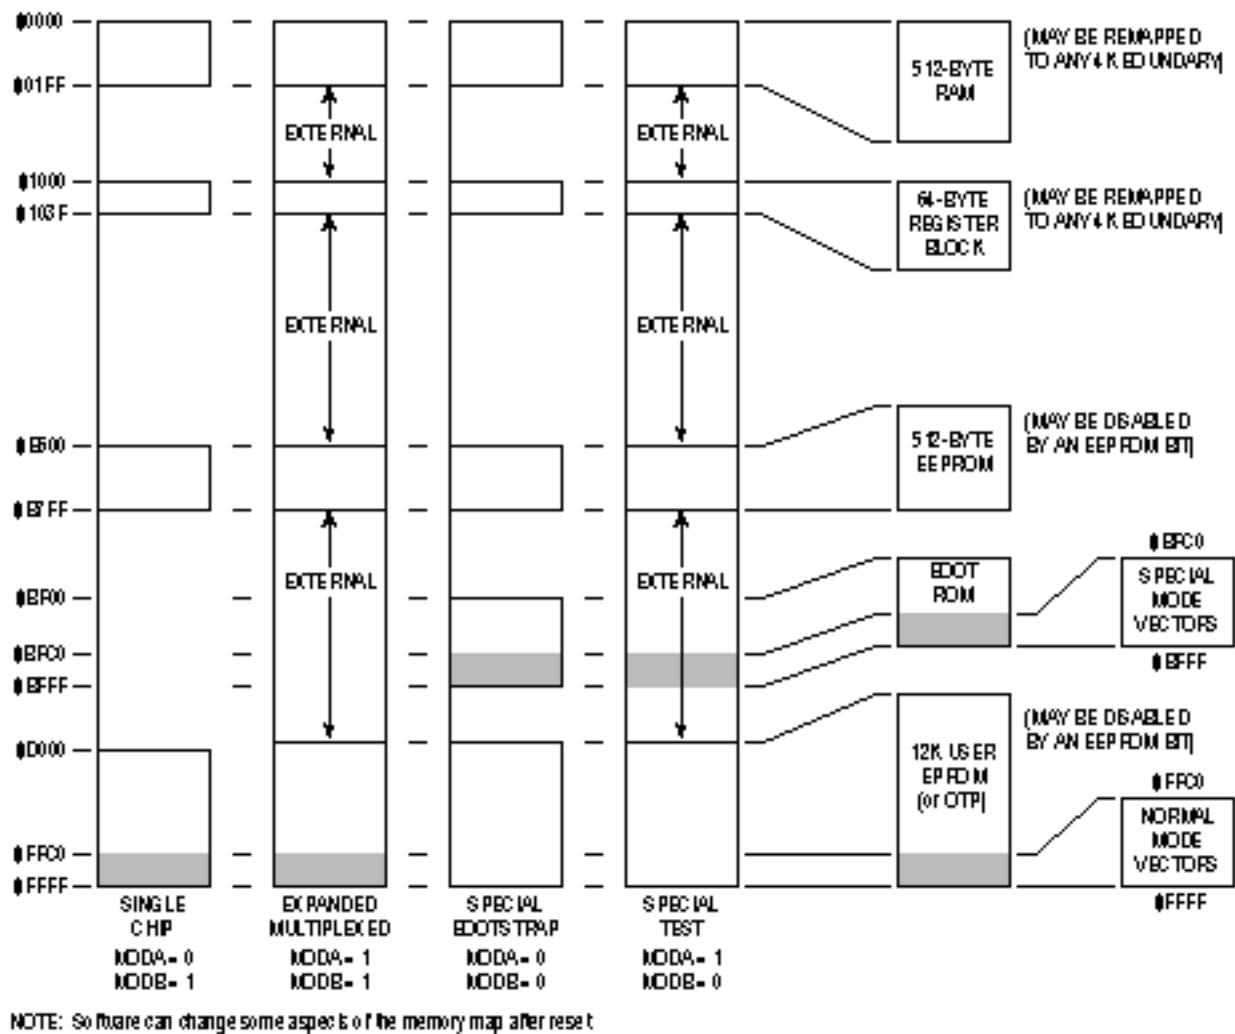 $0000
$01FF
$1000
$103F
$B600
$B7FF
$BF00
$BFC0
$BFFF
$D000
$FFC0
$FFFF
EXTERNAL
EXTERNAL
EXTERNAL
EXTERNAL
EXTERNAL
EXTERNAL
512-BYTE
RAM
(MAY BE REMAPPED
TO ANY 4K BOUNDARY)
64-BYTE
REGISTER
BLOCK
(MAY BE REMAPPED
TO ANY 4K BOUNDARY)
512-BYTE
EEPROM
(MAY BE DISABLED
BY AN EEPROM BIT)
BOOT
ROM
$BFC0
SPECIAL
MODE
VECTORS
$BFFF
12K USER
EPROM
(or OTP)
(MAY BE DISABLED
BY AN EEPROM BIT)
$FFC0
NORMAL
MODE
VECTORS
$FFFF
SINGLE
CHIP
MODA= 0
MODB= 1
EXPANDED
MULTIPLEXED
MODA= 1
MODB= 1
SPECIAL
BOOTSTRAP
MODA= 0
MODB= 0
SPECIAL
TEST
MODA= 1
MODB= 0
NOTE: Software can change some aspects of the memory map after reset